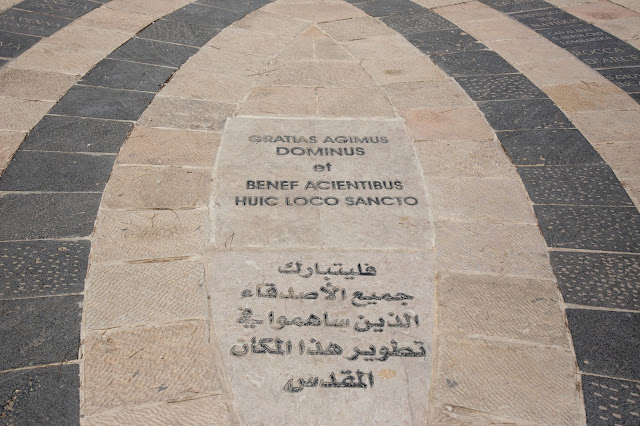 GRATIAS AGIMUS
DOMINUS
et
BENEF ACIENTIBUS
HUIC LOCO SANCTO
فليتبارك
جميع الأصدقاء
الذين ساهموا في
تطوير هذا المكان
المقدس